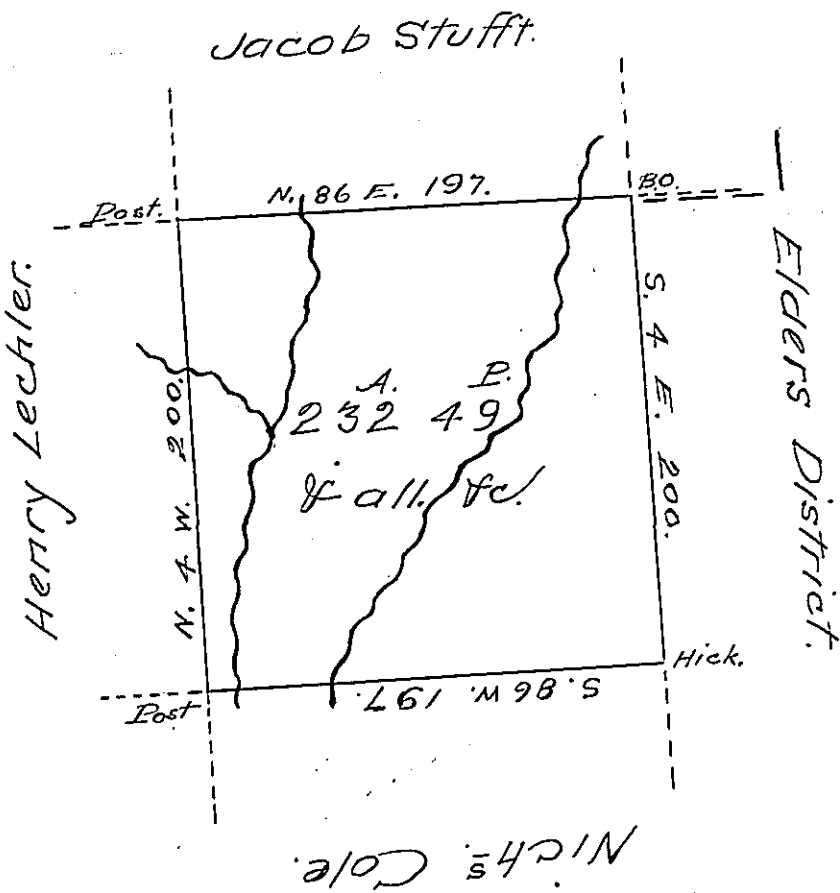 Jacob Stufft.
N. 86 E. 197.
Post.
B.O.
Henry Lechler.
N. 4 W. 200.
A. P.
232 49
& all. &c.
S. 4 E. 200.
Elders District.
Hick.
Post
S. 86 W. 197.
Nichs. Cole.